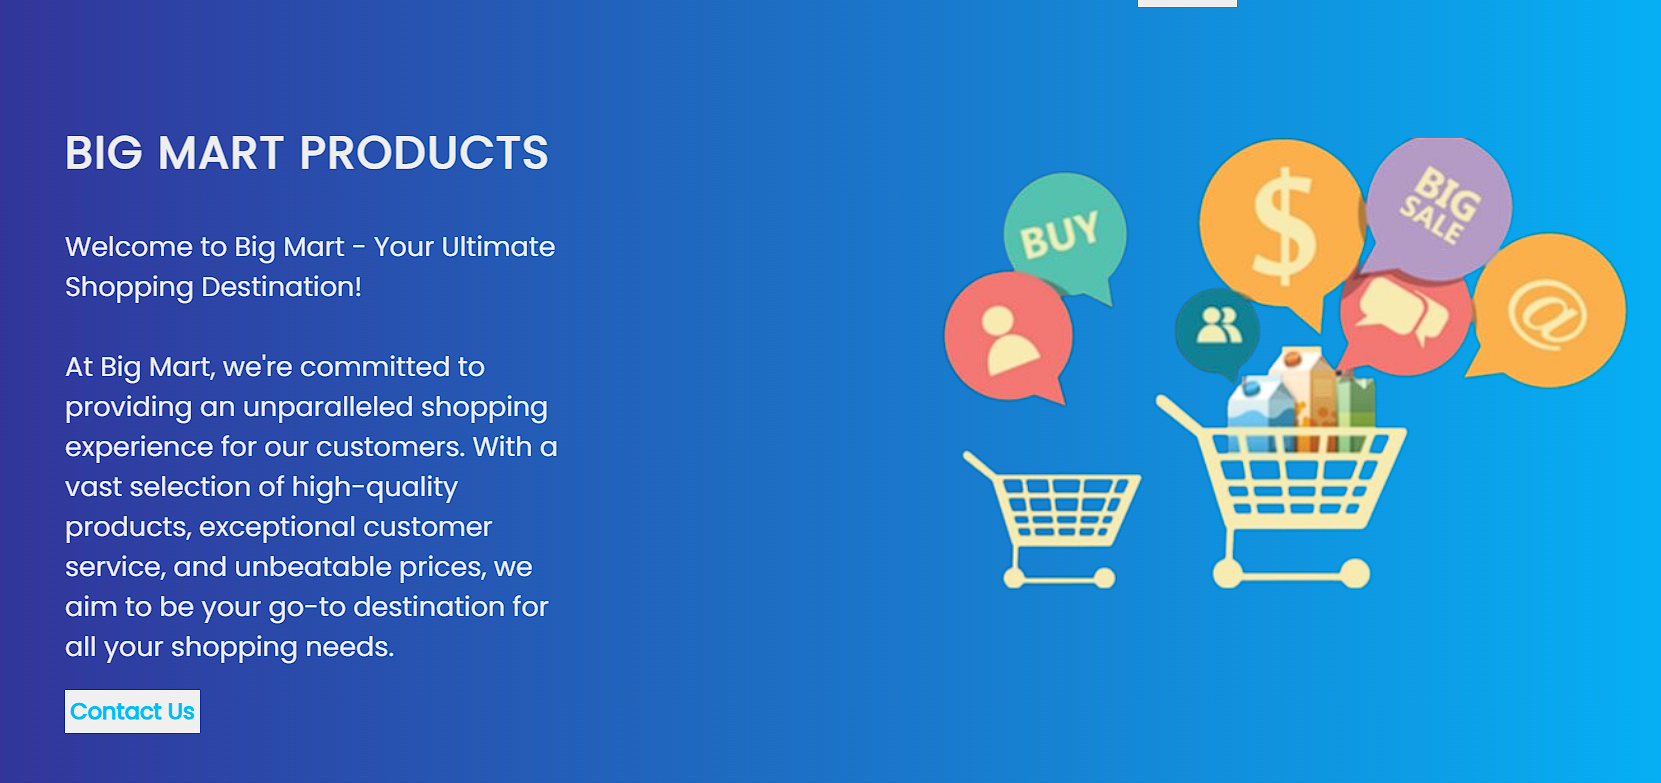 BIG MART PRODUCTS
Welcome to Big Mart - Your Ultimate
Shopping Destination!
At Big Mart, we're committed to
providing an unparalleled shopping
experience for our customers. With a
vast selection of high-quality
products, exceptional customer
service, and unbeatable prices, we
aim to be your go-to destination for
all your shopping needs.
Contact Us
BUY
$
BIG
SALE
@